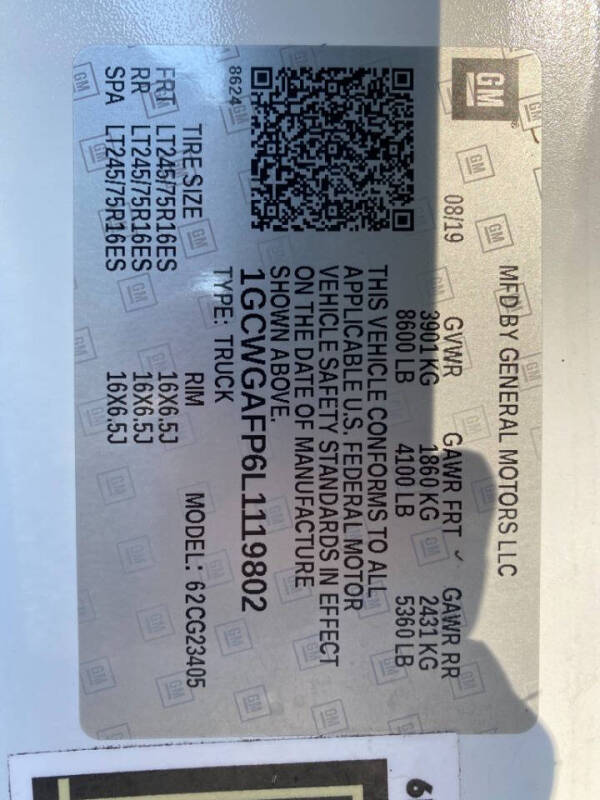 GM
MFD BY GENERAL MOTORS LLC
08/19 GVWR GAWR FRT GAWR RR
3901 KG 1860 KG 2431 KG
8600 LB 4100 LB 5360 LB
THIS VEHICLE CONFORMS TO ALL
APPLICABLE U.S. FEDERAL MOTOR
VEHICLE SAFETY STANDARDS IN EFFECT
ON THE DATE OF MANUFACTURE
SHOWN ABOVE.
1GCWGAFP6L1119802
TYPE: TRUCK
8624
MODEL: 62CG23405
TIRE SIZE RIM
FRT LT245/75R16ES 16X6.5J
RR LT245/75R16ES 16X6.5J
SPA LT245/75R16ES 16X6.5J